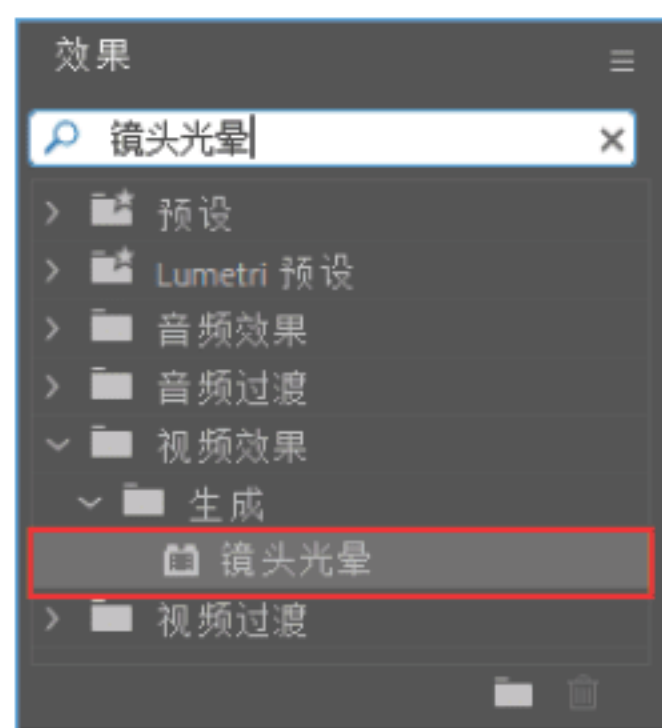 效果
镜头光晕
预设
Lumetri 预设
音频效果
音频过渡
视频效果
生成
镜头光晕
视频过渡